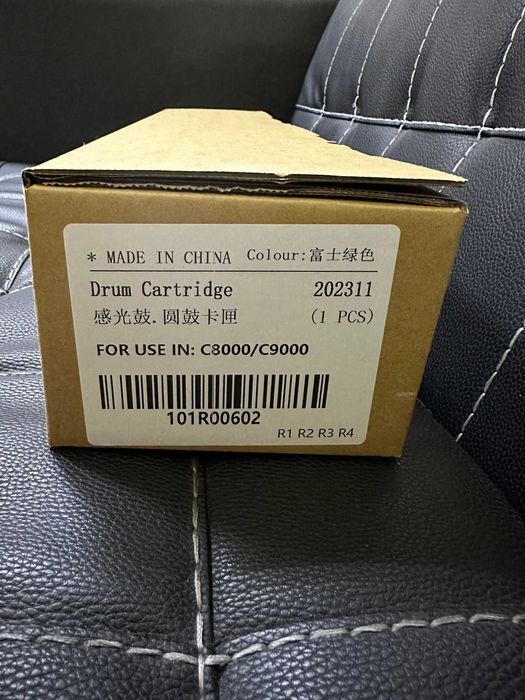 * MADE IN CHINA Colour:富士绿色
Drum Cartridge 202311
感光鼓.圆鼓卡匣 (1 PCS)
FOR USE IN: C8000/C9000
101R00602
R1 R2 R3 R4